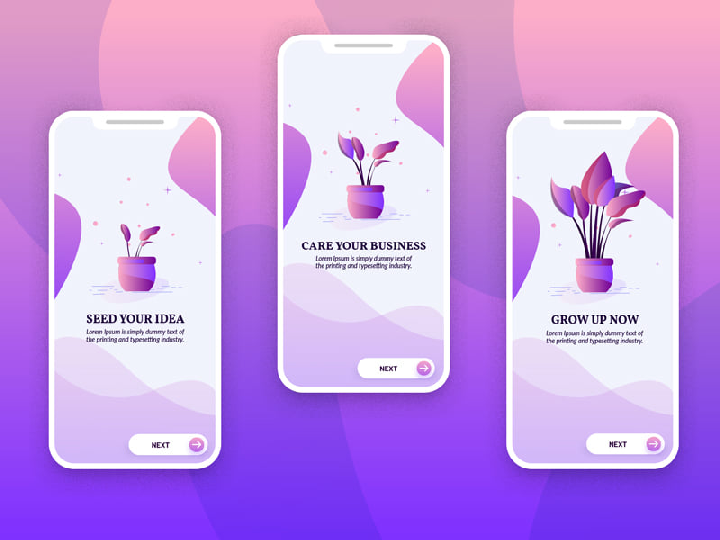 SEED YOUR IDEA
Lorem Ipsum is simply dummy text of
the printing and typesetting industry.
NEXT
CARE YOUR BUSINESS
Lorem Ipsum is simply dummy text of
the printing and typesetting industry.
NEXT
GROW UP NOW
Lorem Ipsum is simply dummy text of
the printing and typesetting industry.
NEXT